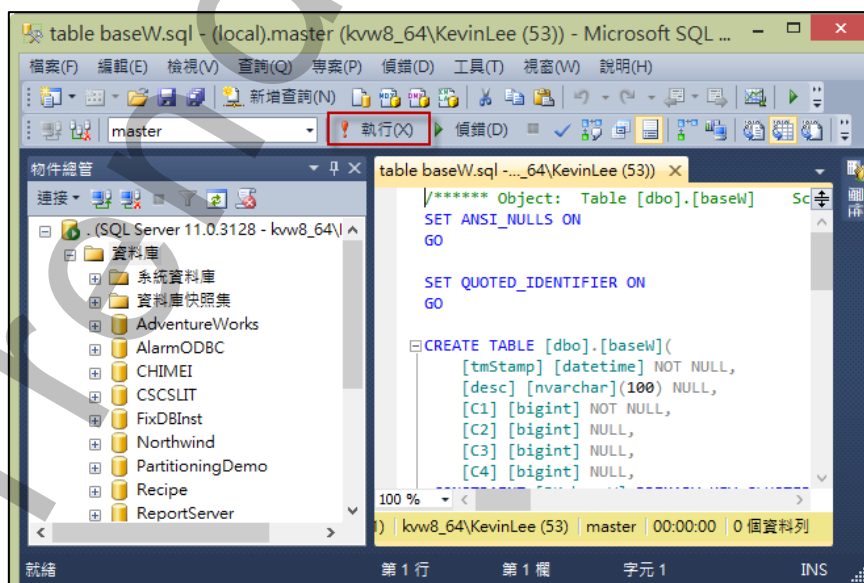 table baseW.sql - (local).master (kvw8_64\KevinLee (53)) - Microsoft SQL ...
檔案(F) 編輯(E) 檢視(V) 查詢(Q) 專案(P) 偵錯(D) 工具(T) 視窗(W) 說明(H)
新增查詢(N)
master 執行(X) 偵錯(D)
物件總管
table baseW.sql -..._64\KevinLee (53))
連接
. (SQL Server 11.0.3128 - kvw8_64\
資料庫
系統資料庫
資料庫快照集
AdventureWorks
AlarmODBC
CHIMEI
CSCSLIT
FixDBInst
Northwind
PartitioningDemo
Recipe
ReportServer
/****** Object: Table [dbo].[baseW] Sc
SET ANSI_NULLS ON
GO
SET QUOTED_IDENTIFIER ON
GO
CREATE TABLE [dbo].[baseW](
[tmStamp] [datetime] NOT NULL,
[desc] [nvarchar](100) NULL,
[C1] [bigint] NOT NULL,
[C2] [bigint] NULL,
[C3] [bigint] NULL,
[C4] [bigint] NULL,
100 %
) kvw8_64\KevinLee (53) master 00:00:00 0 個資料列
就緒 第 1 行 第 1 欄 字元 1 INS